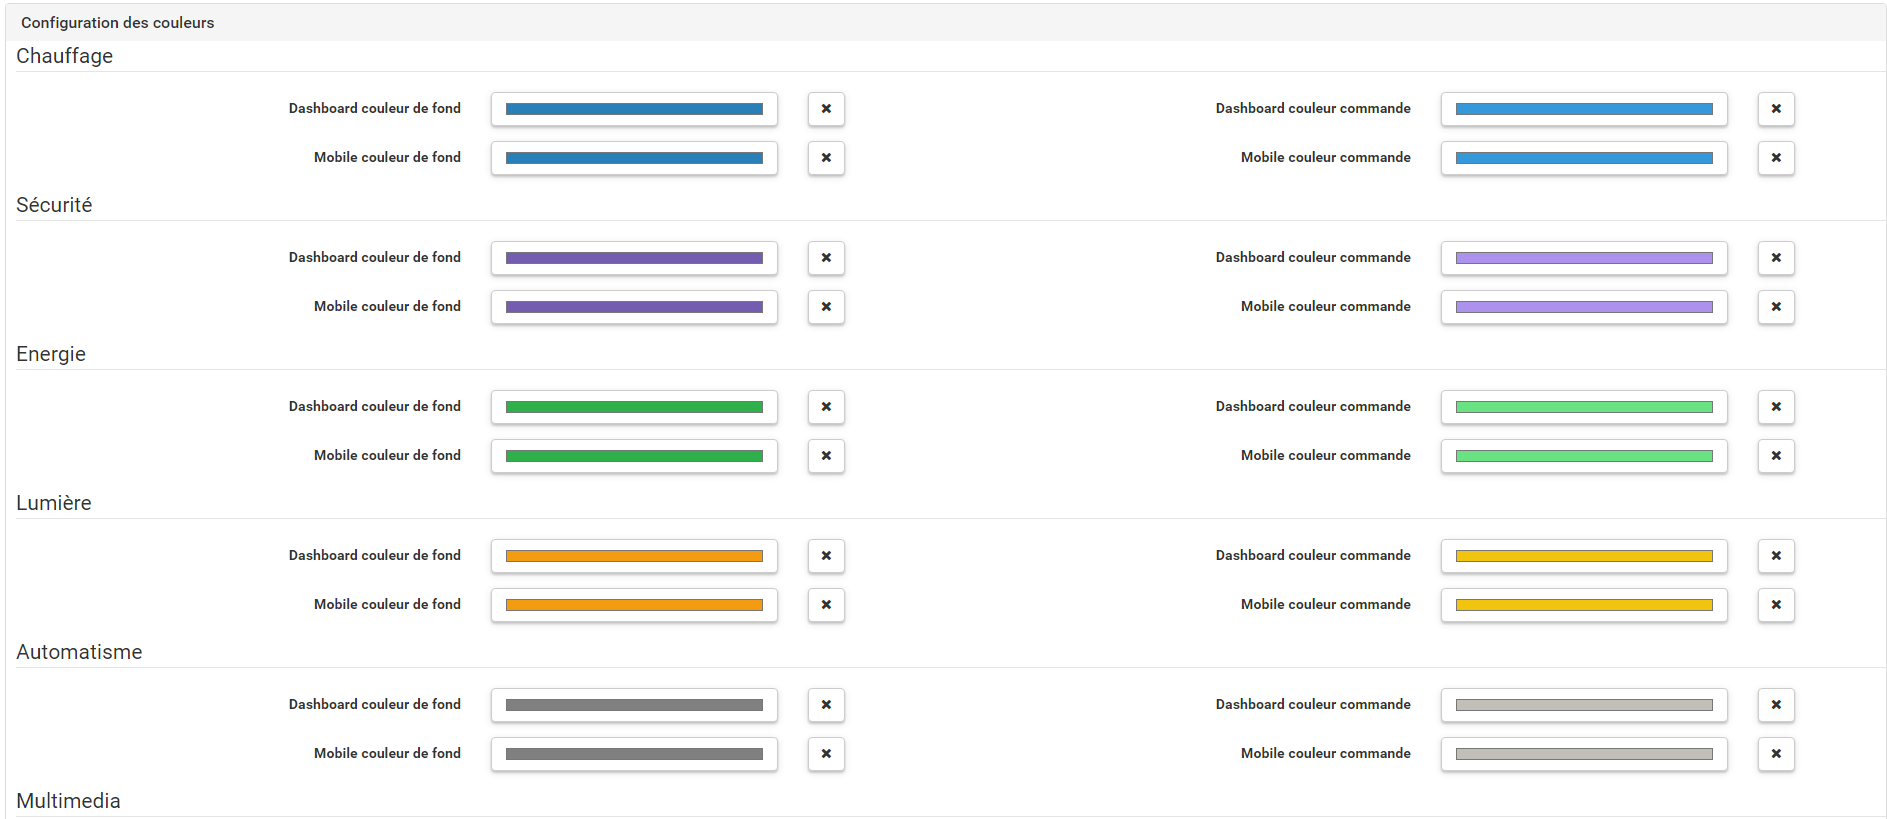 Configuration des couleurs
Chauffage
Dashboard couleur de fond
Dashboard couleur commande
Mobile couleur de fond
Mobile couleur commande
Sécurité
Dashboard couleur de fond
Dashboard couleur commande
Mobile couleur de fond
Mobile couleur commande
Energie
Dashboard couleur de fond
Dashboard couleur commande
Mobile couleur de fond
Mobile couleur commande
Lumière
Dashboard couleur de fond
Dashboard couleur commande
Mobile couleur de fond
Mobile couleur commande
Automatisme
Dashboard couleur de fond
Dashboard couleur commande
Mobile couleur de fond
Mobile couleur commande
Multimedia